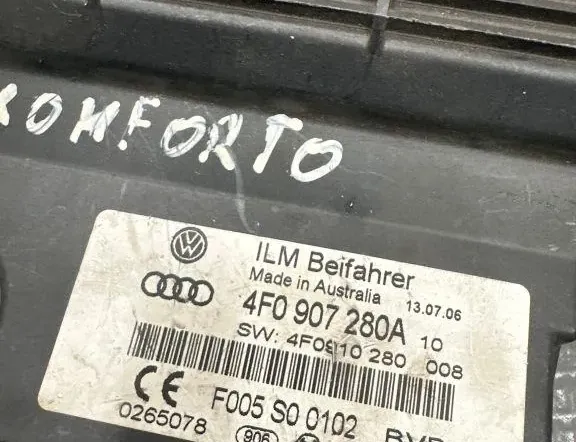 KOMFORTO
ILM Beifahrer
Made in Australia 13.07.06
4F0 907 280A 10
SW: 4F0910 280 008
CE F005 S0 0102
0265078
906